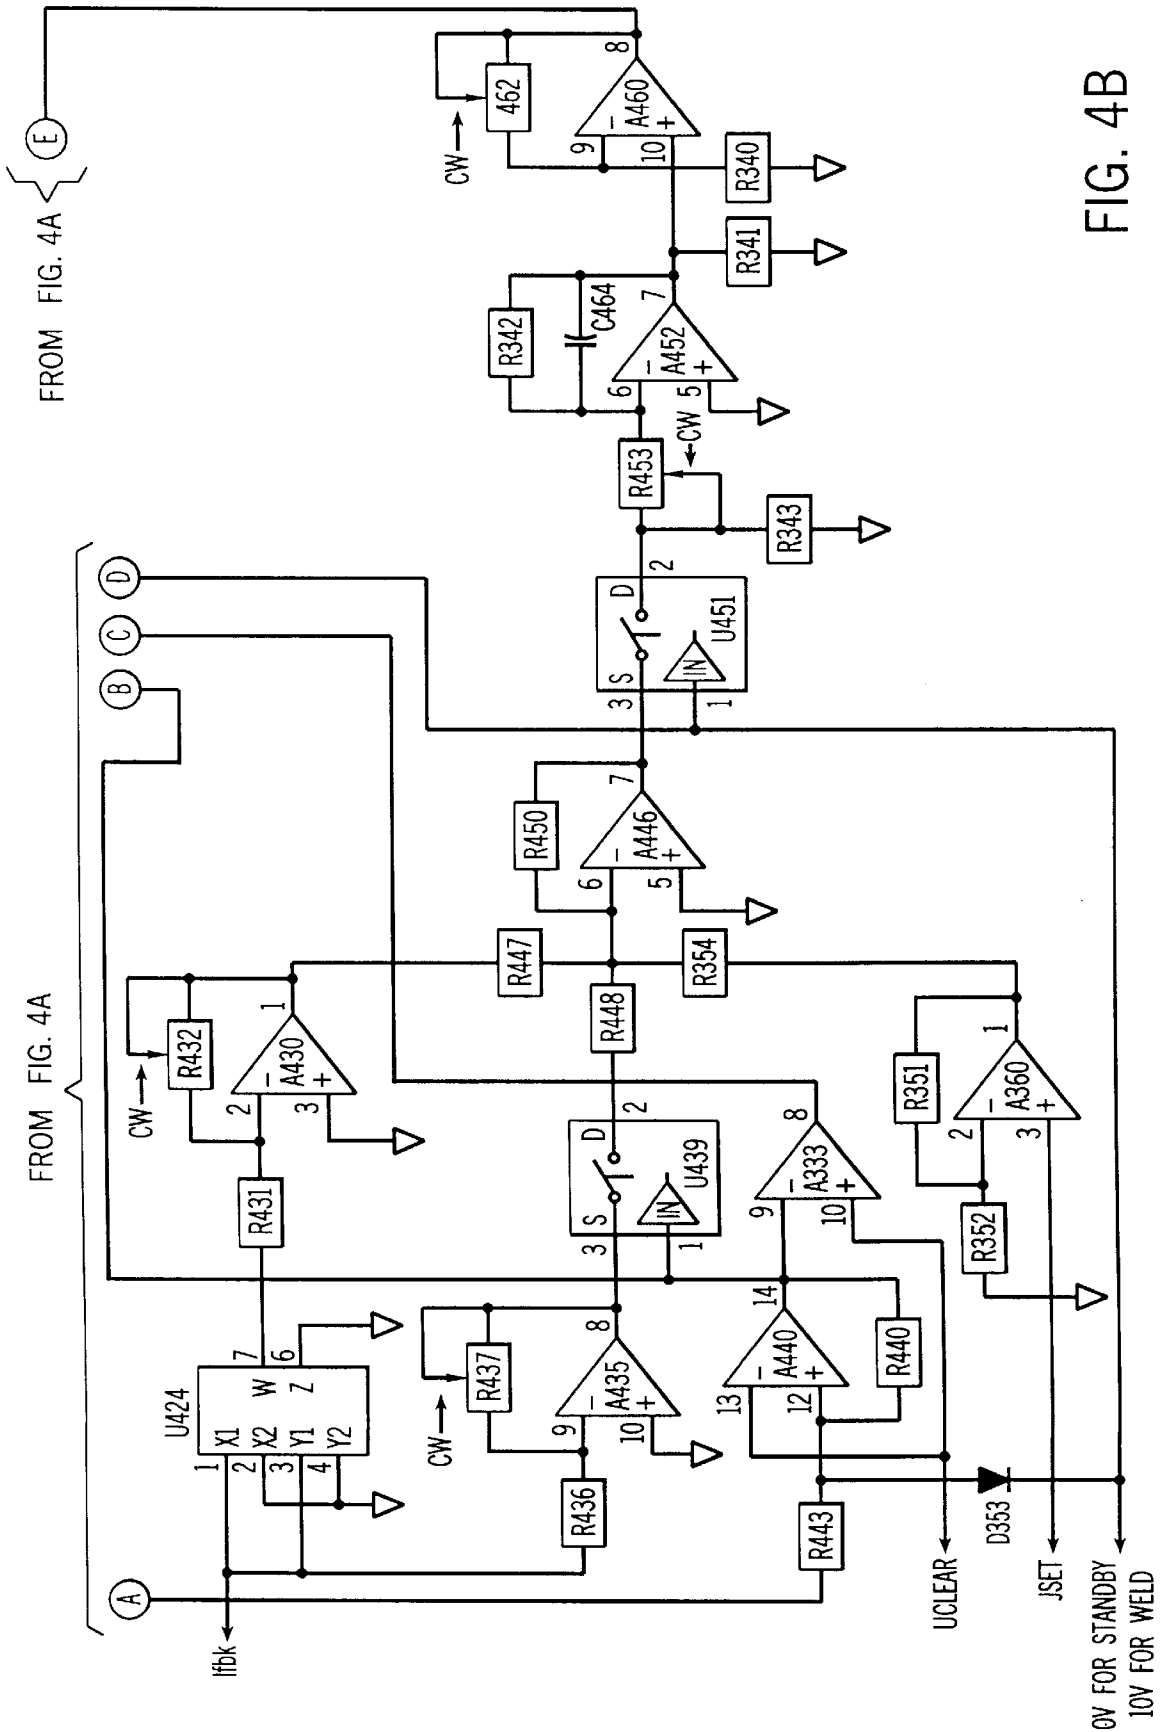 FROM FIG. 4A
A
B
C
D
FROM FIG. 4A
E
Ifbk
U424
1 X1
2 X2
3 Y1
4 Y2
W 7
Z 6
R431
CW
R432
2 −
A430
3 +
1
R436
CW
R437
9 −
A435
10 +
8
3 S
D 2
IN
1
U439
R447
R448
R354
R450
6 −
A446
5 +
7
3 S
D 2
IN
1
U451
R453
CW
R343
R342
C464
6 −
A452
5 +
7
R341
R340
CW
462
9 −
A460
10 +
8
R443
13 −
A440
12 +
14
R440
9 −
A333
10 +
8
R352
R351
2 −
A360
3 +
1
UCLEAR
D353
JSET
0V FOR STANDBY
10V FOR WELD
FIG. 4B